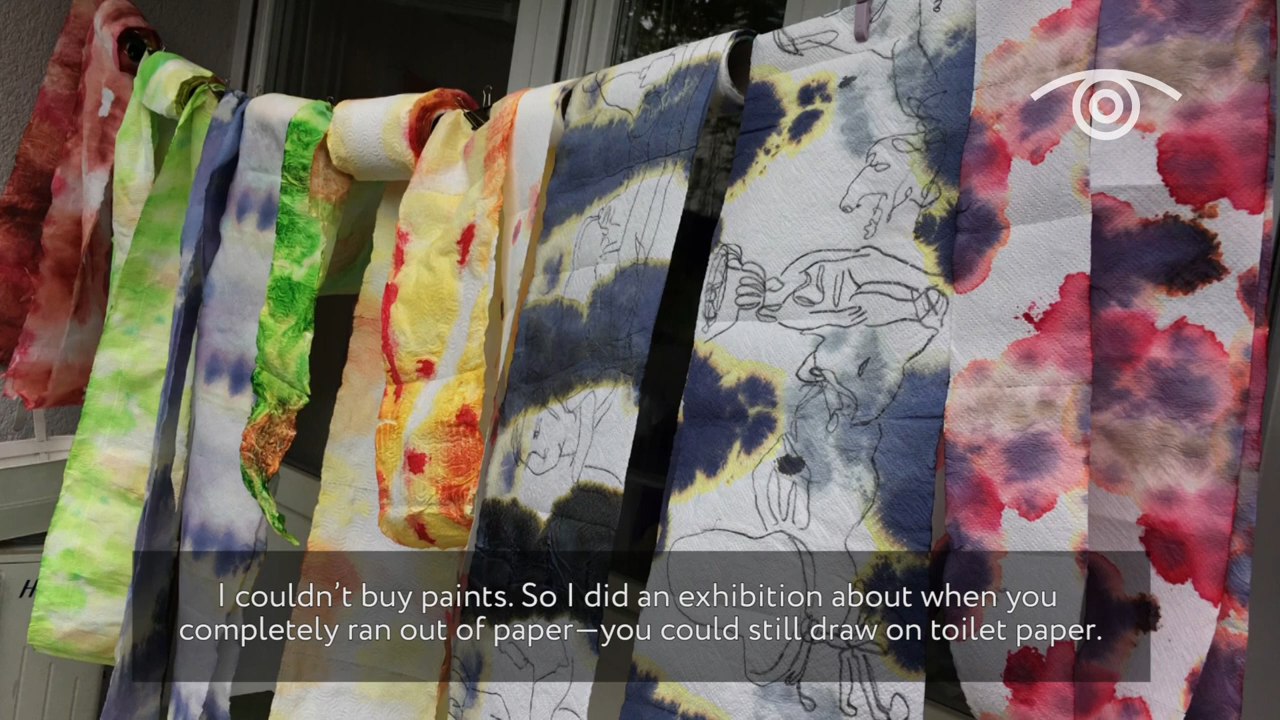 I couldn't buy paints. So I did an exhibition about when you
completely ran out of paper—you could still draw on toilet paper.